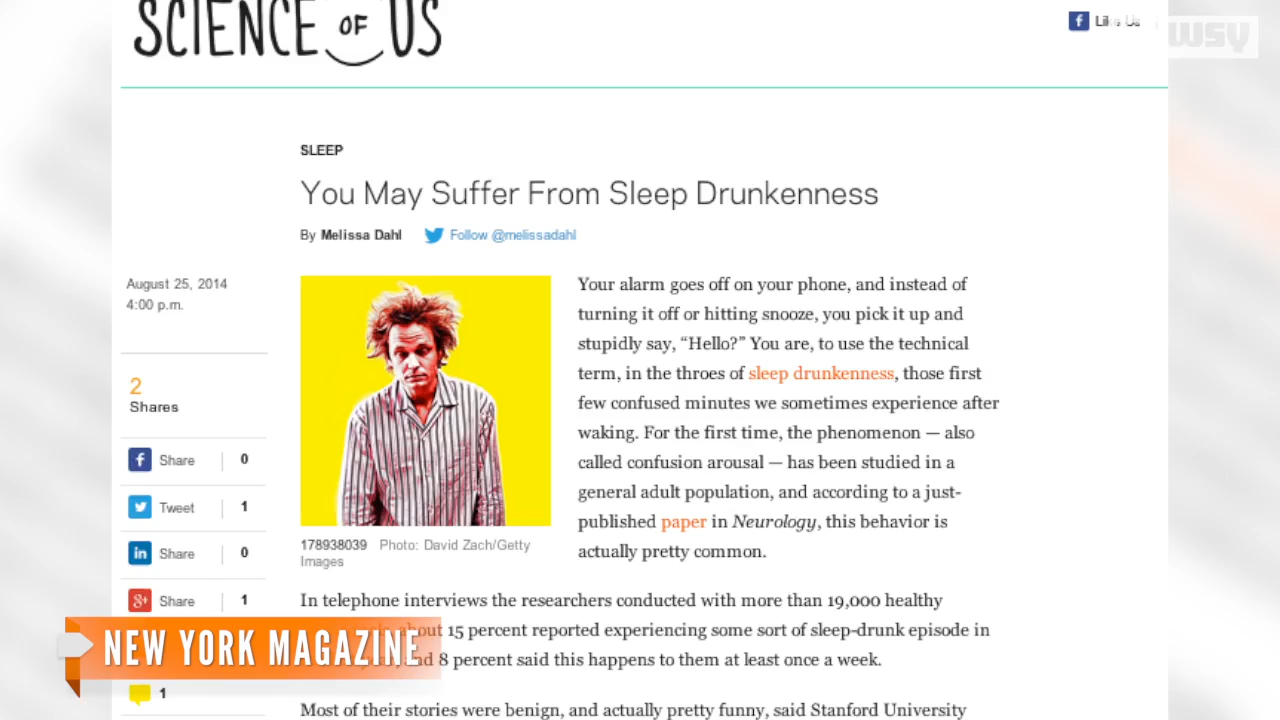 SCIENCE OF US
f Like Us
wsy
SLEEP
You May Suffer From Sleep Drunkenness
By Melissa Dahl Follow @melissadahl
August 25, 2014
4:00 p.m.
2
Shares
f Share 0
Tweet 1
in Share 0
g+ Share 1
1
Your alarm goes off on your phone, and instead of
turning it off or hitting snooze, you pick it up and
stupidly say, “Hello?” You are, to use the technical
term, in the throes of sleep drunkenness, those first
few confused minutes we sometimes experience after
waking. For the first time, the phenomenon — also
called confusion arousal — has been studied in a
general adult population, and according to a just-
published paper in Neurology, this behavior is
actually pretty common.
178938039 Photo: David Zach/Getty
Images
In telephone interviews the researchers conducted with more than 19,000 healthy
about 15 percent reported experiencing some sort of sleep-drunk episode in
and 8 percent said this happens to them at least once a week.
Most of their stories were benign, and actually pretty funny, said Stanford University
NEW YORK MAGAZINE